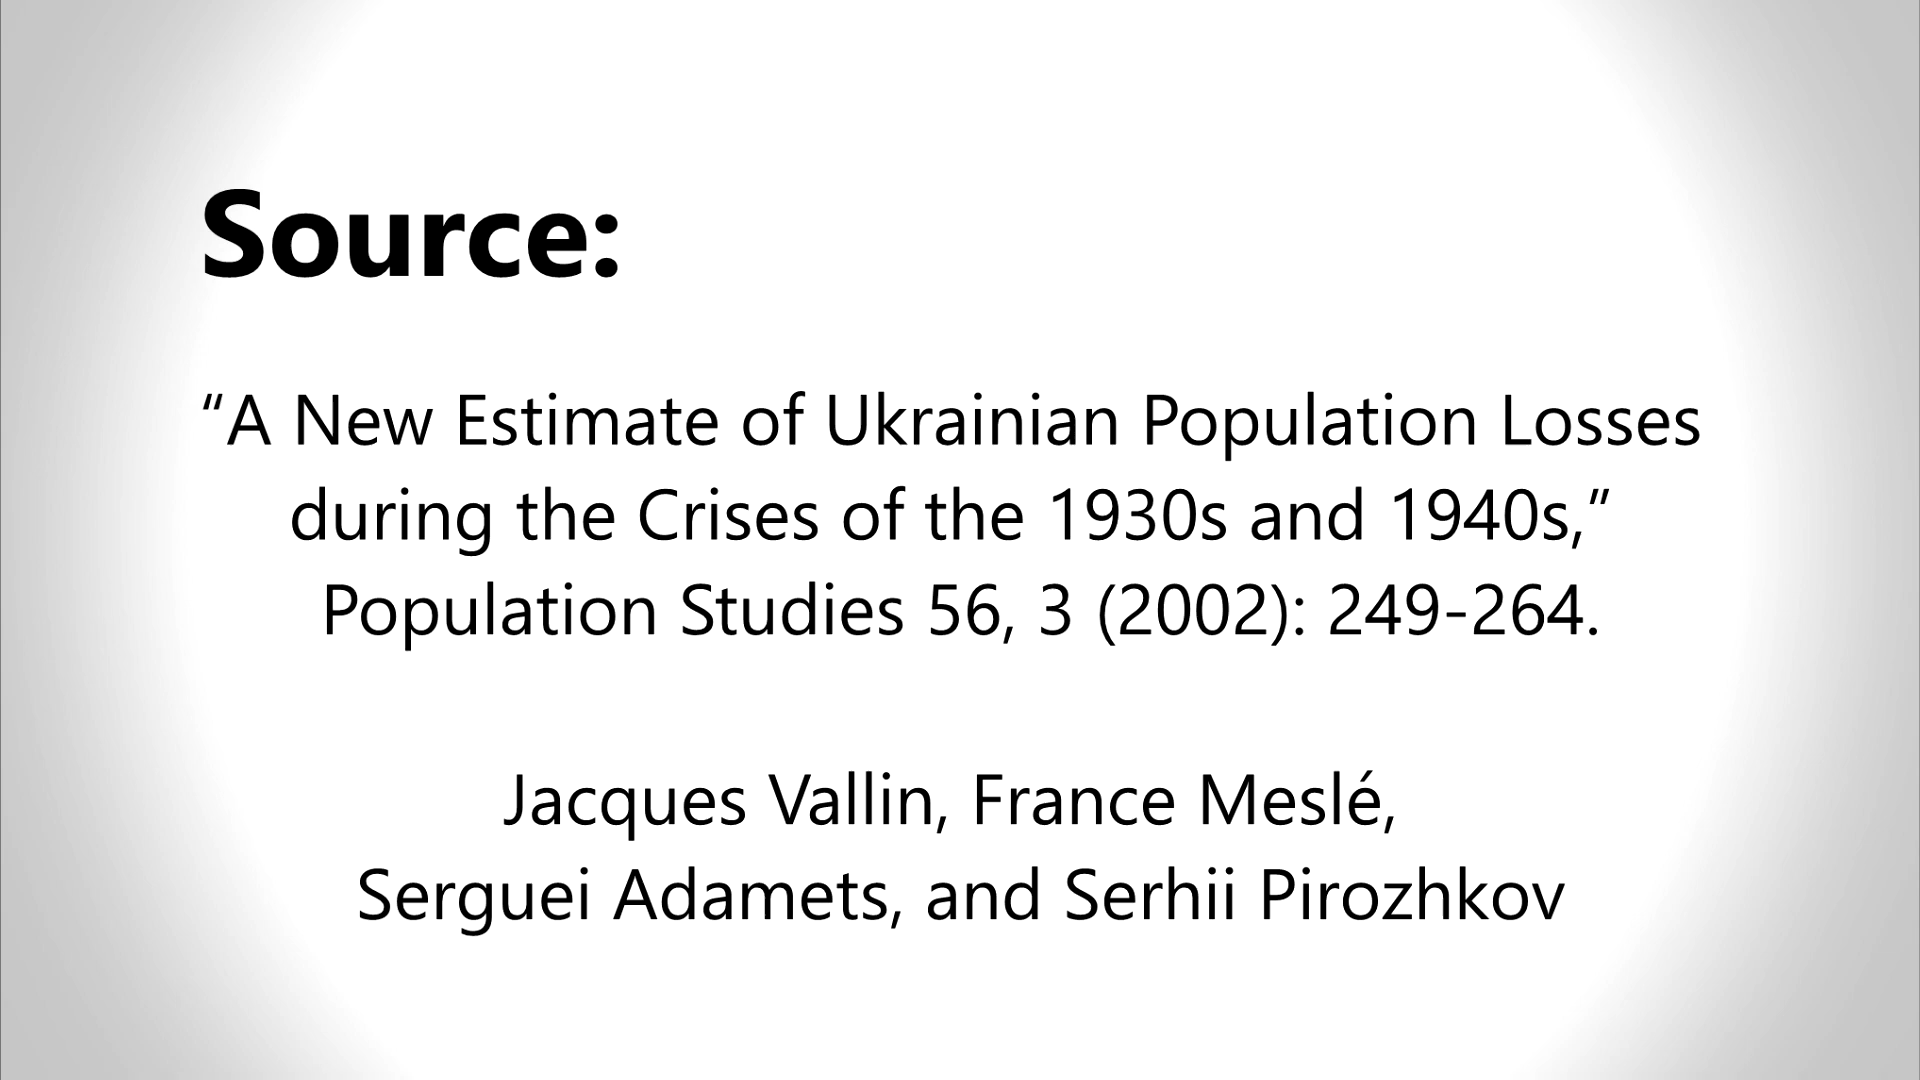 Source:
“A New Estimate of Ukrainian Population Losses
during the Crises of the 1930s and 1940s,”
Population Studies 56, 3 (2002): 249-264.
Jacques Vallin, France Meslé,
Serguei Adamets, and Serhii Pirozhkov